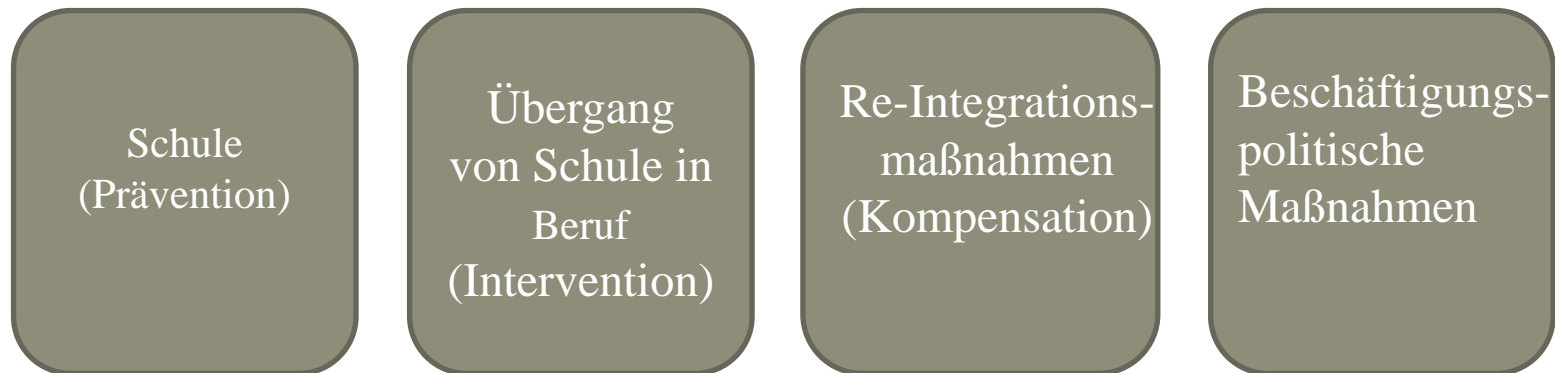 Schule
(Prävention)
Übergang
von Schule in
Beruf
(Intervention)
Re-Integrations-
maßnahmen
(Kompensation)
Beschäftigungs-
politische
Maßnahmen